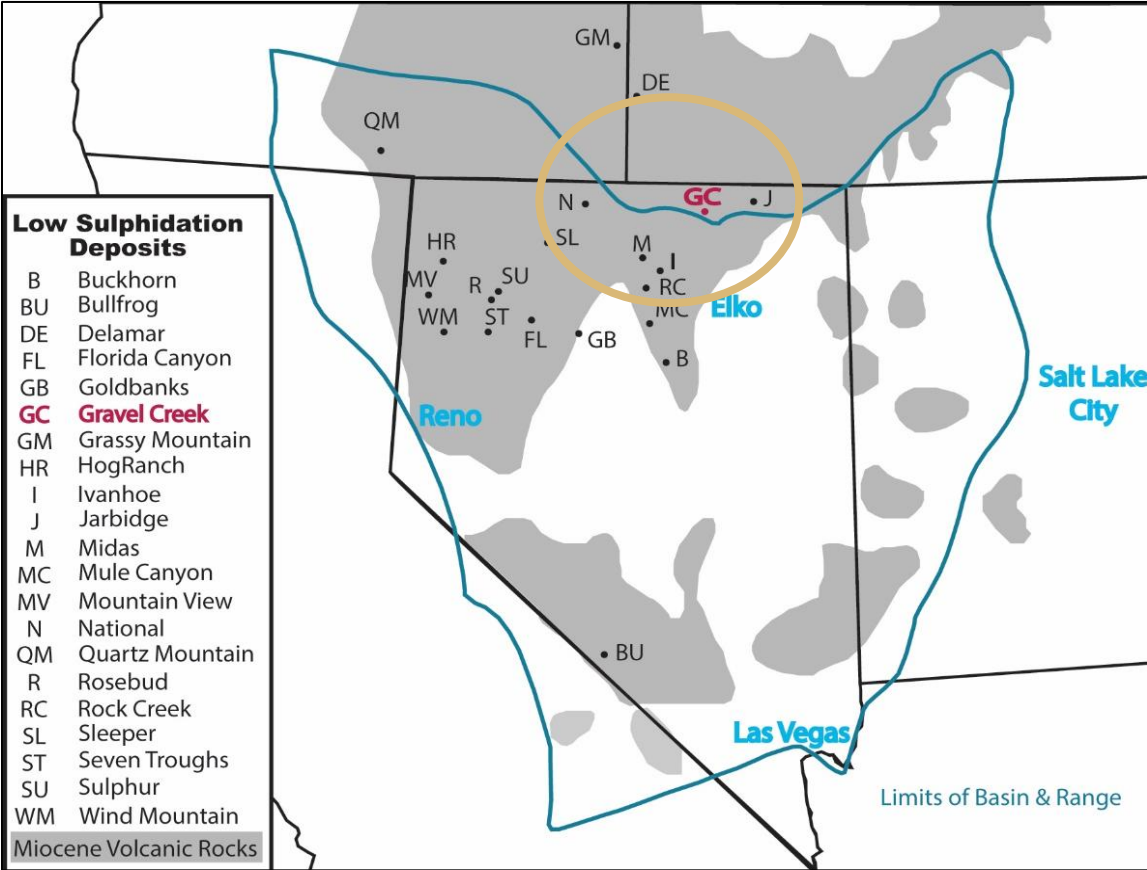 GM
DE
QM
N
GC
J
SL
M
I
RC
MC
Elko
B
HR
MV
R
SU
WM
ST
FL
GB
Reno
Salt Lake
City
BU
Las Vegas
Limits of Basin & Range
Low Sulphidation
Deposits
B Buckhorn
BU Bullfrog
DE Delamar
FL Florida Canyon
GB Goldbanks
GC Gravel Creek
GM Grassy Mountain
HR HogRanch
I Ivanhoe
J Jarbidge
M Midas
MC Mule Canyon
MV Mountain View
N National
QM Quartz Mountain
R Rosebud
RC Rock Creek
SL Sleeper
ST Seven Troughs
SU Sulphur
WM Wind Mountain
Miocene Volcanic Rocks